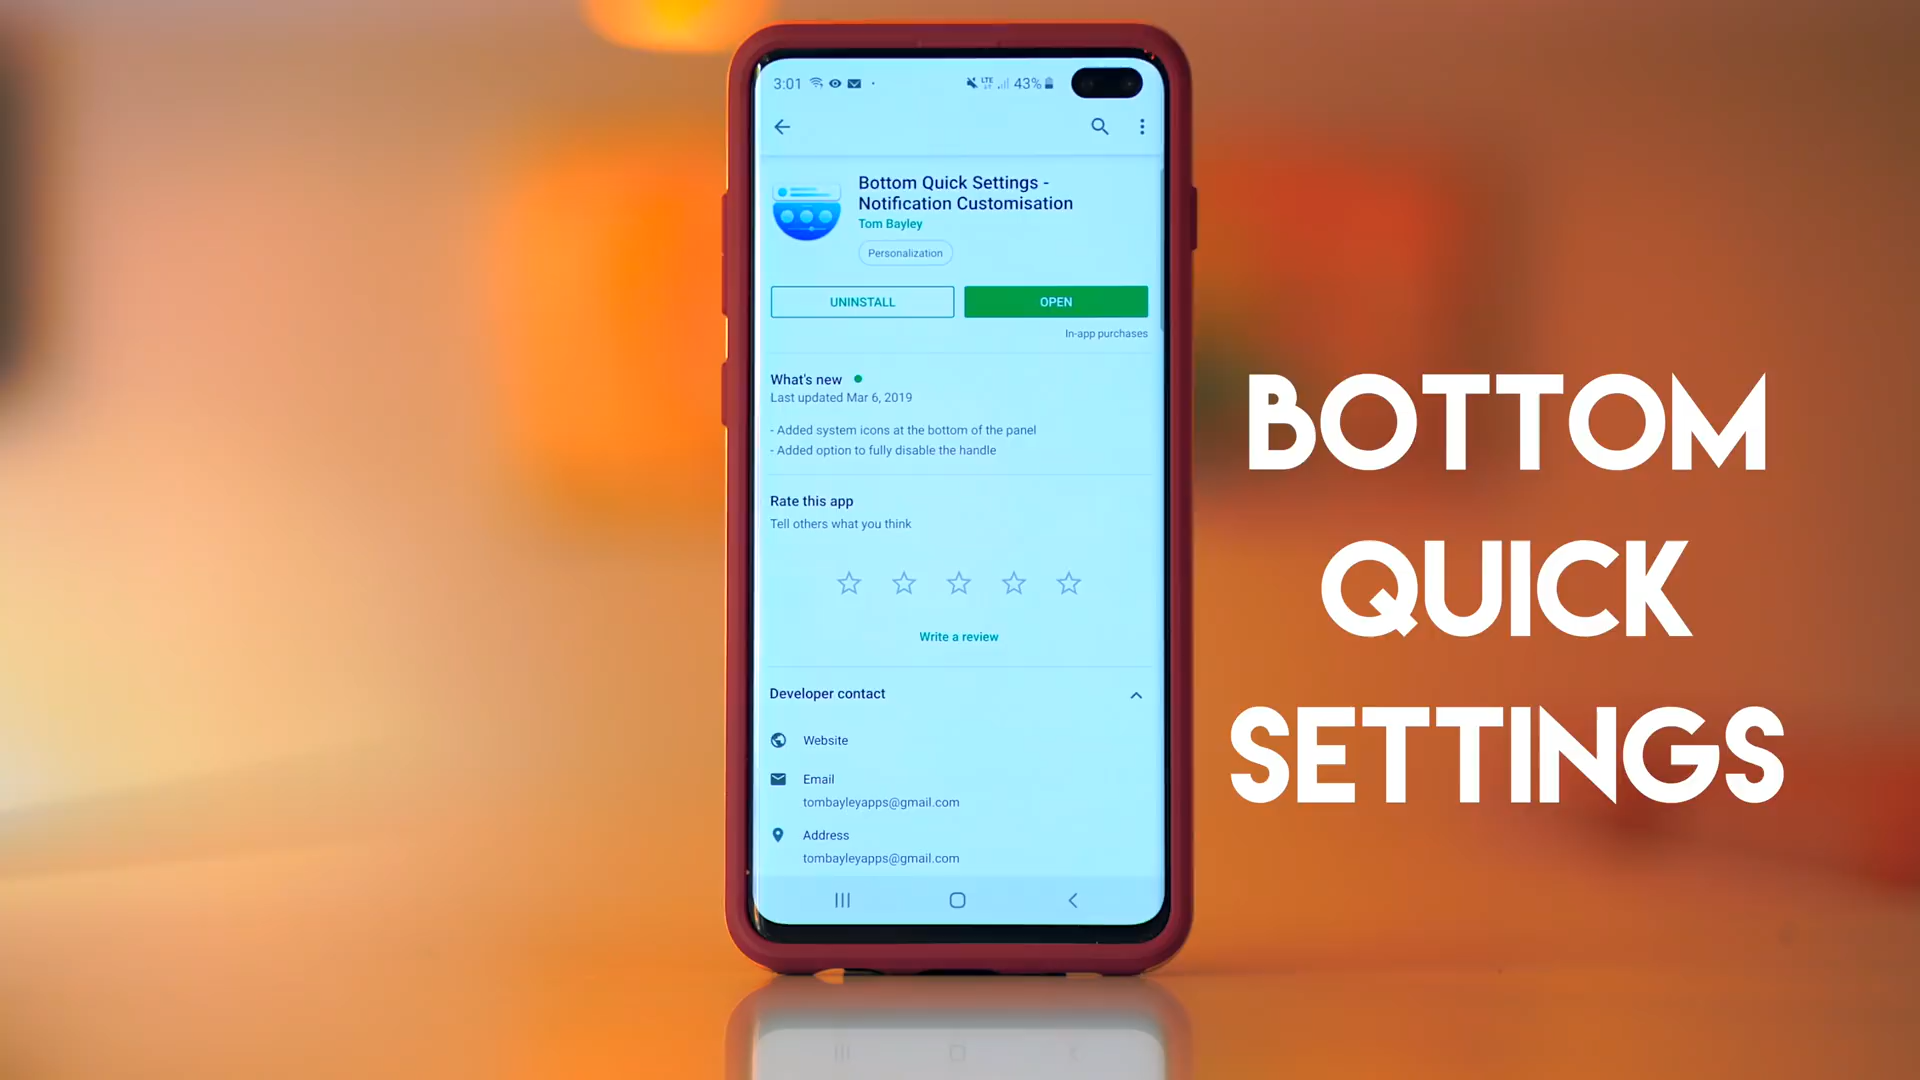 3:01 LTE 43%
Bottom Quick Settings -
Notification Customisation
Tom Bayley
Personalization
UNINSTALL OPEN
In-app purchases
What's new
Last updated Mar 6, 2019
- Added system icons at the bottom of the panel
- Added option to fully disable the handle
Rate this app
Tell others what you think
Write a review
Developer contact
Website
Email
tombayleyapps@gmail.com
Address
tombayleyapps@gmail.com
BOTTOM
QUICK
SETTINGS